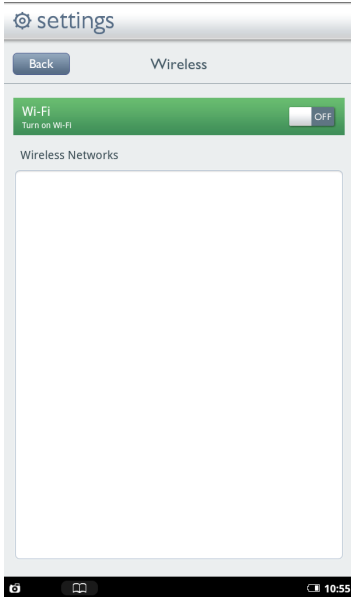 settings
Back
Wireless
Wi-Fi
Turn on Wi-Fi
OFF
Wireless Networks
10:55